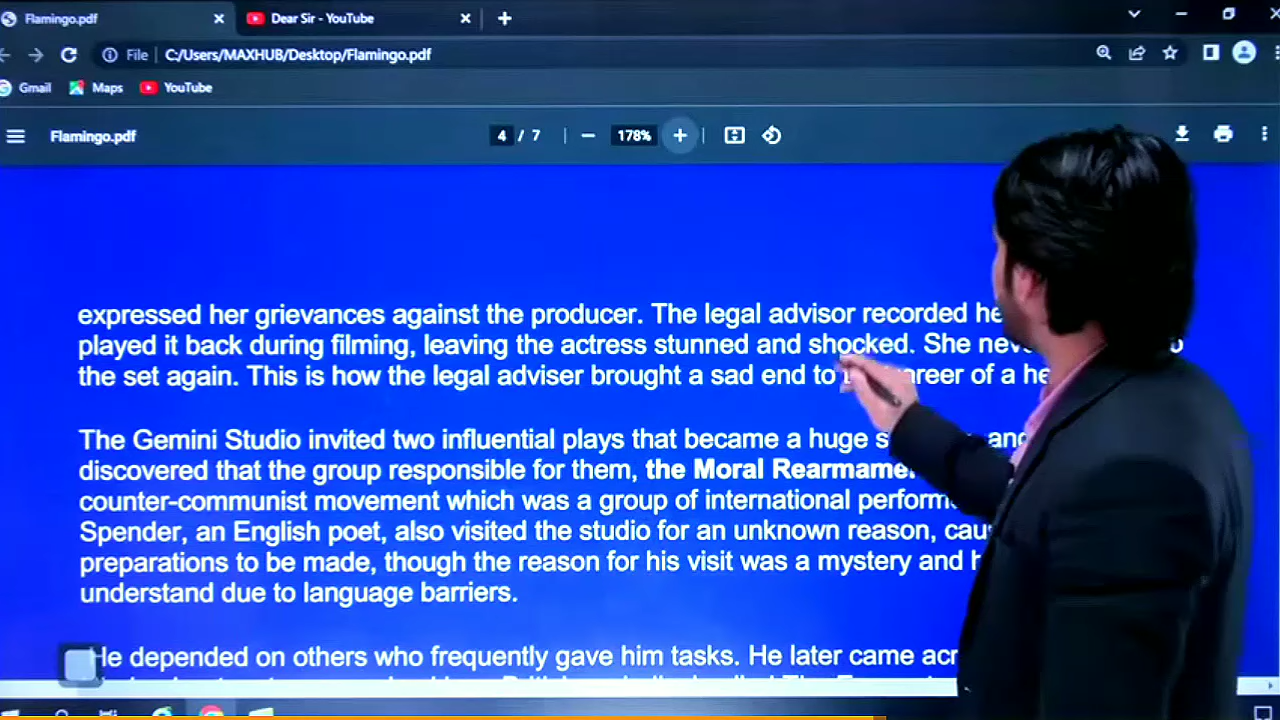 Flamingo.pdf
Dear Sir - YouTube
File
C:/Users/MAXHUB/Desktop/Flamingo.pdf
Gmail
Maps
YouTube
Flamingo.pdf
4 / 7
178%
expressed her grievances against the producer. The legal advisor recorded
played it back during filming, leaving the actress stunned and shocked. She
the set again. This is how the legal adviser brought a sad end to career of a
The Gemini Studio invited two influential plays that became a huge
discovered that the group responsible for them, the Moral
counter-communist movement which was a group of international
Spender, an English poet, also visited the studio for an unknown reason,
preparations to be made, though the reason for his visit was a mystery and
understand due to language barriers.
He depended on others who frequently gave him tasks. He later came